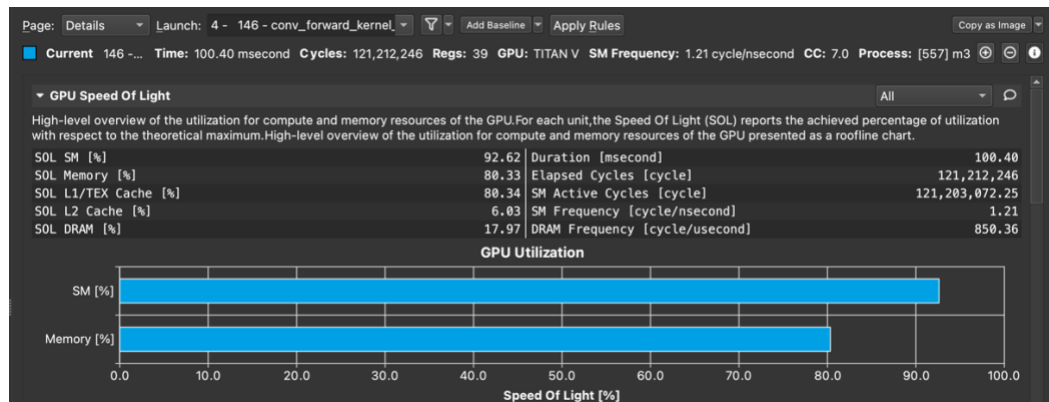 Page: Details Launch: 4 - 146 - conv_forward_kernel_ Add Baseline Apply Rules Copy as Image
Current 146 -... Time: 100.40 msecond Cycles: 121,212,246 Regs: 39 GPU: TITAN V SM Frequency: 1.21 cycle/nsecond CC: 7.0 Process: [557] m3
GPU Speed Of Light All
High-level overview of the utilization for compute and memory resources of the GPU.For each unit,the Speed Of Light (SOL) reports the achieved percentage of utilization
with respect to the theoretical maximum.High-level overview of the utilization for compute and memory resources of the GPU presented as a roofline chart.
SOL SM [%] 92.62 Duration [msecond] 100.40
SOL Memory [%] 80.33 Elapsed Cycles [cycle] 121,212,246
SOL L1/TEX Cache [%] 80.34 SM Active Cycles [cycle] 121,203,072.25
SOL L2 Cache [%] 6.03 SM Frequency [cycle/nsecond] 1.21
SOL DRAM [%] 17.97 DRAM Frequency [cycle/usecond] 850.36
GPU Utilization
SM [%]
Memory [%]
0.0 10.0 20.0 30.0 40.0 50.0 60.0 70.0 80.0 90.0 100.0
Speed Of Light [%]